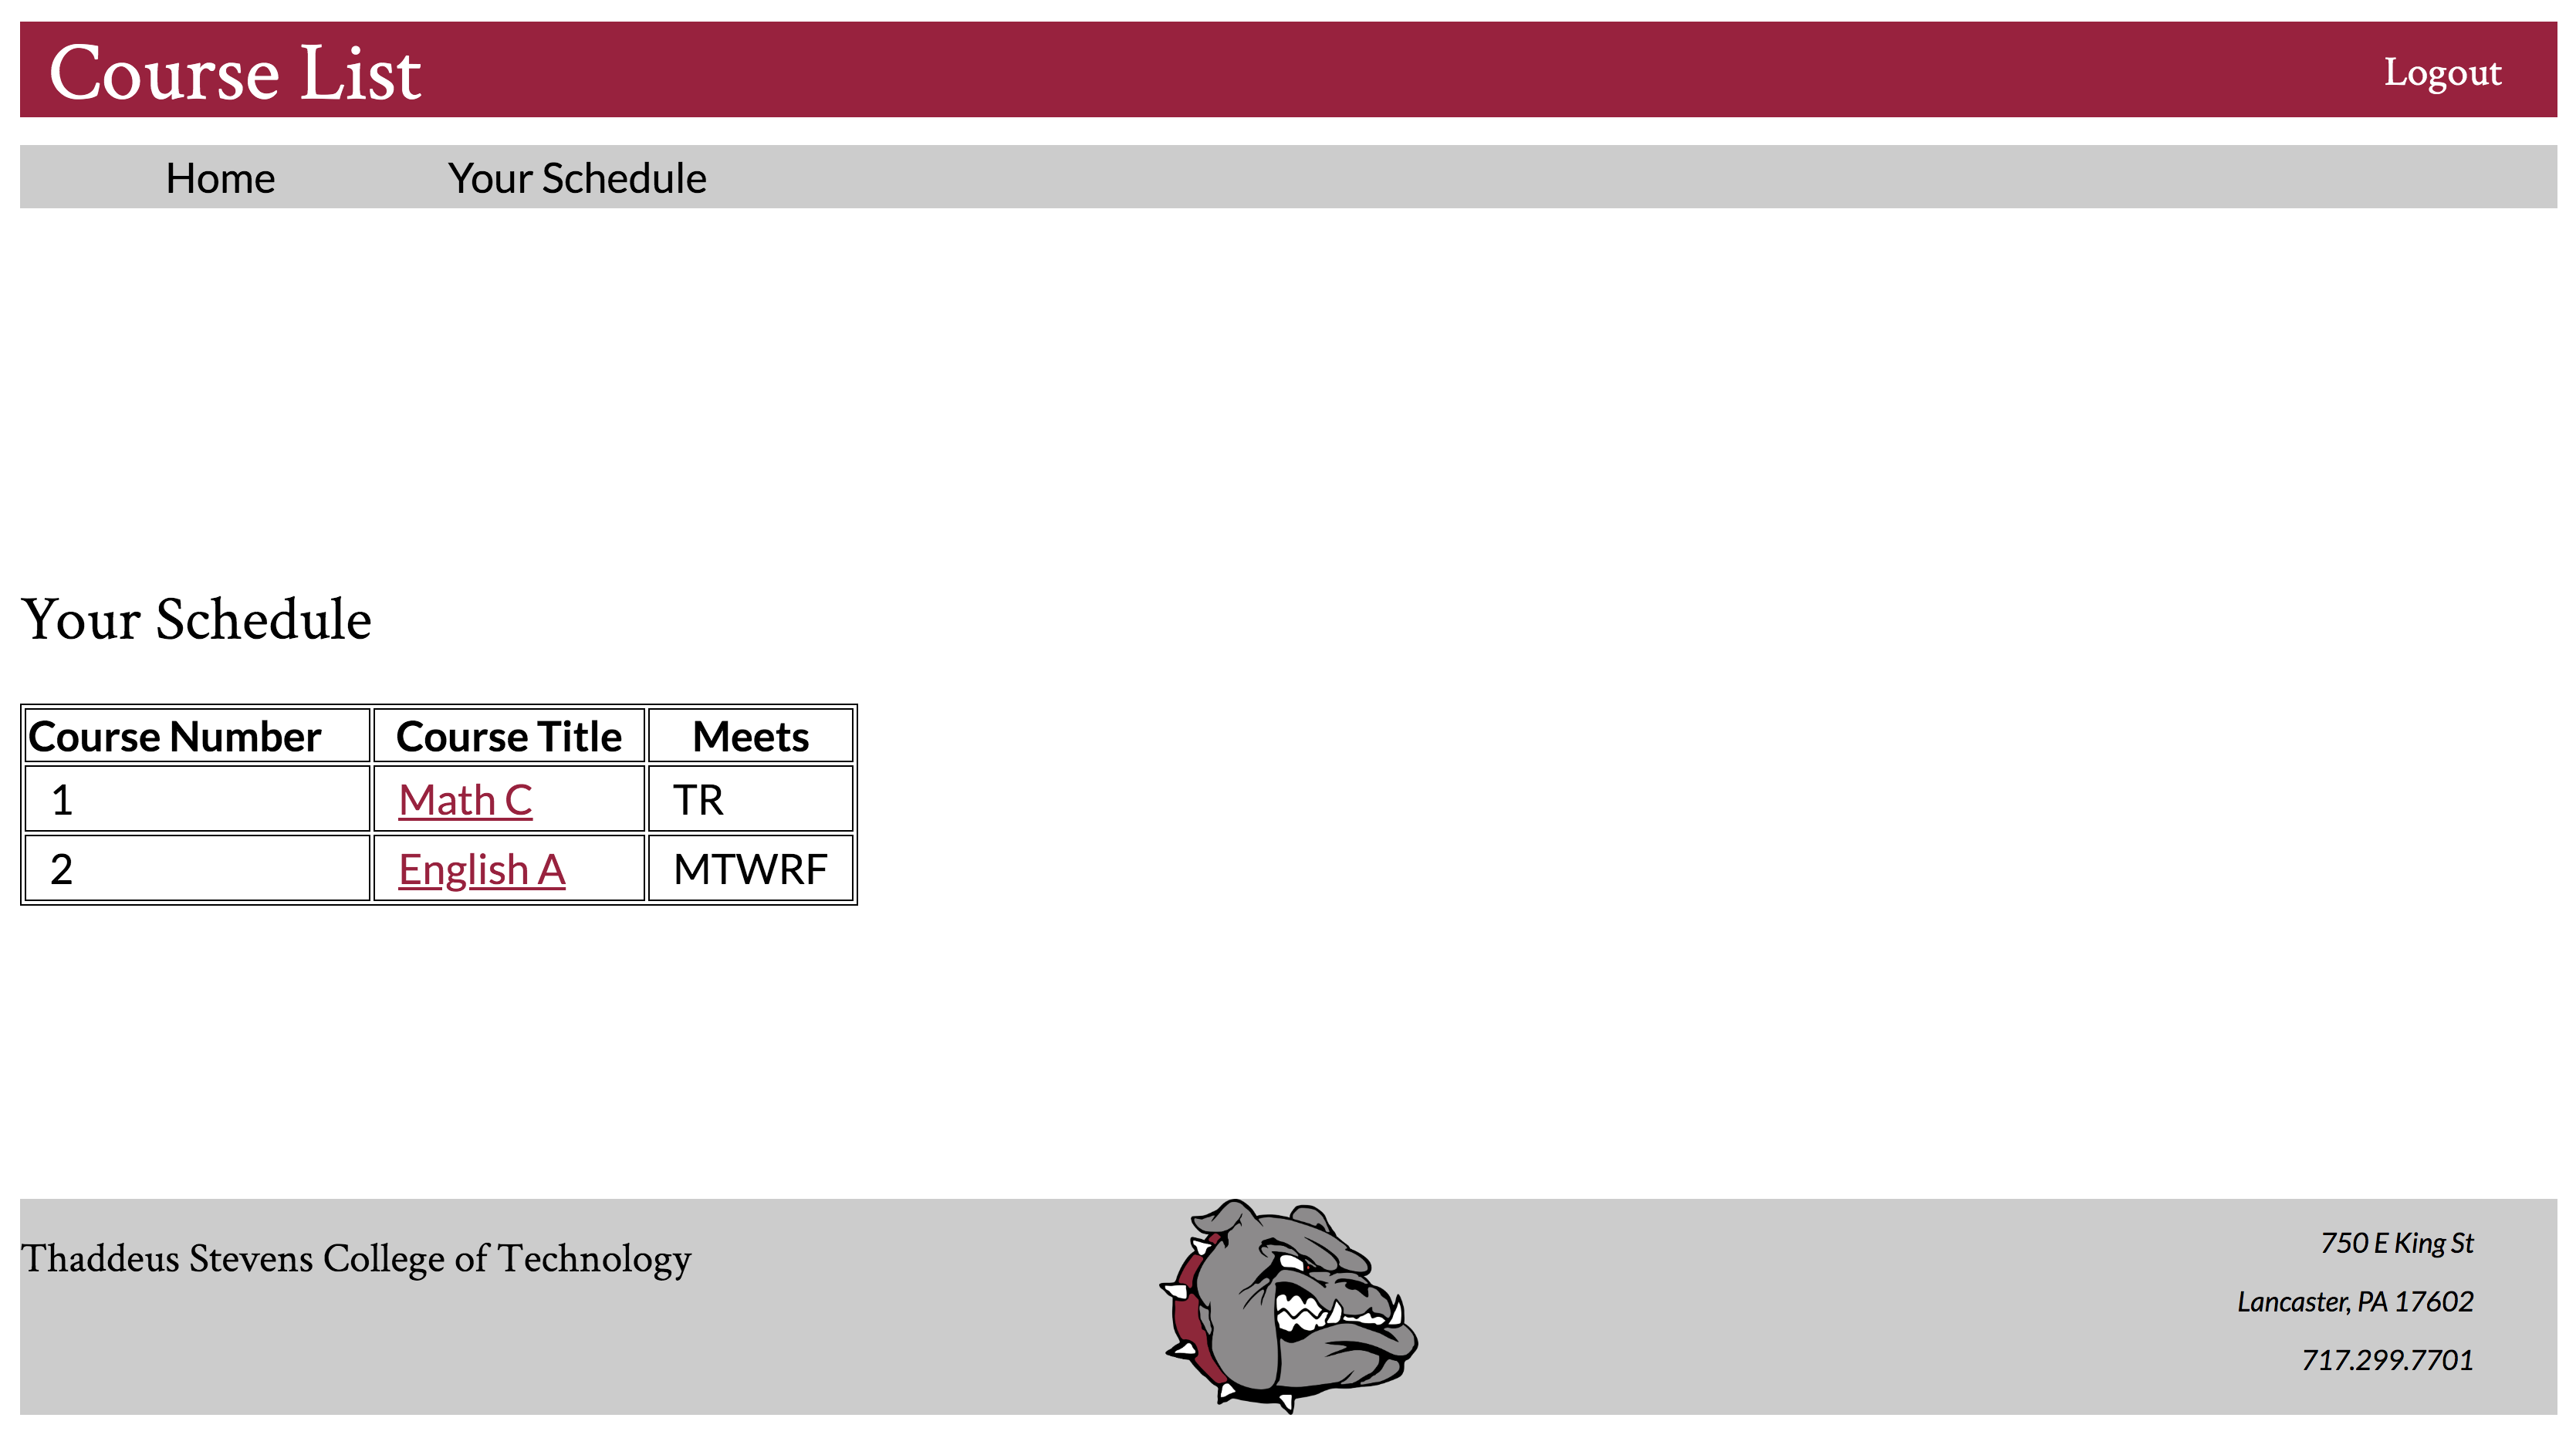 Course List
Logout
Home
Your Schedule
Your Schedule
Course Number Course Title Meets
1 Math C TR
2 English A MTWRF
Thaddeus Stevens College of Technology
750 E King St
Lancaster, PA 17602
717.299.7701